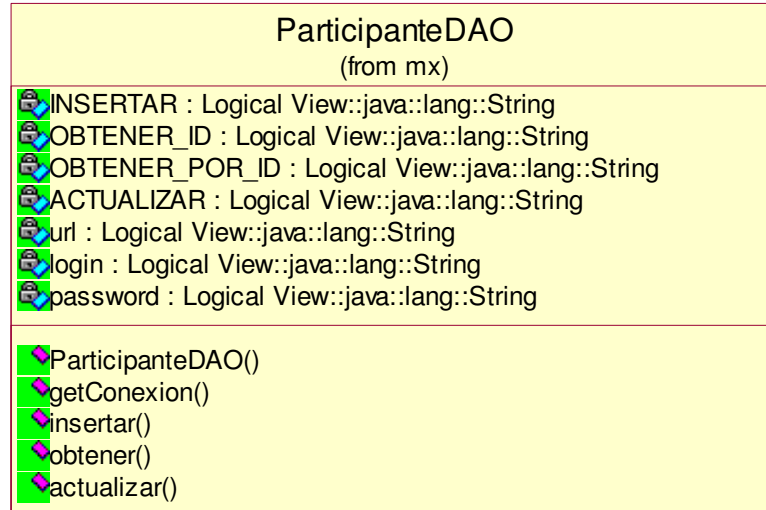 ParticipanteDAO
(from mx)
INSERTAR : Logical View::java::lang::String
OBTENER_ID : Logical View::java::lang::String
OBTENER_POR_ID : Logical View::java::lang::String
ACTUALIZAR : Logical View::java::lang::String
url : Logical View::java::lang::String
login : Logical View::java::lang::String
password : Logical View::java::lang::String
ParticipanteDAO()
getConexion()
insertar()
obtener()
actualizar()